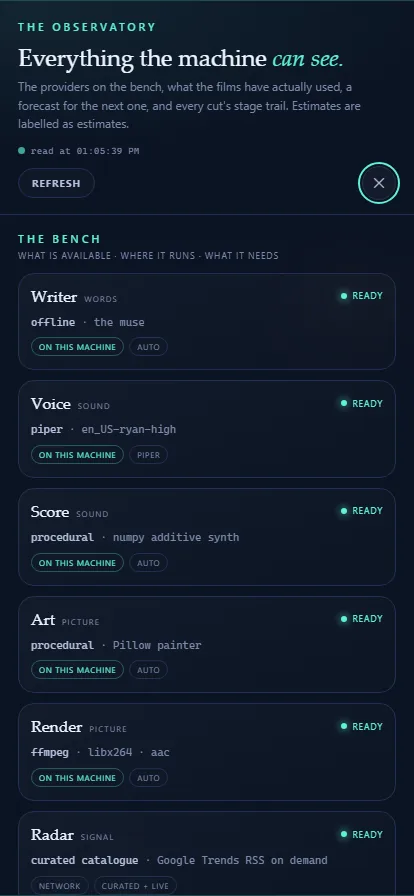 THE OBSERVATORY
Everything the machine can see.
The providers on the bench, what the films have actually used, a
forecast for the next one, and every cut's stage trail. Estimates are
labelled as estimates.
read at 01:05:39 PM
REFRESH
THE BENCH
WHAT IS AVAILABLE · WHERE IT RUNS · WHAT IT NEEDS
Writer WORDS READY
offline · the muse
ON THIS MACHINE AUTO
Voice SOUND READY
piper · en_US-ryan-high
ON THIS MACHINE PIPER
Score SOUND READY
procedural · numpy additive synth
ON THIS MACHINE AUTO
Art PICTURE READY
procedural · Pillow painter
ON THIS MACHINE AUTO
Render PICTURE READY
ffmpeg · libx264 · aac
ON THIS MACHINE AUTO
Radar SIGNAL READY
curated catalogue · Google Trends RSS on demand
NETWORK CURATED + LIVE